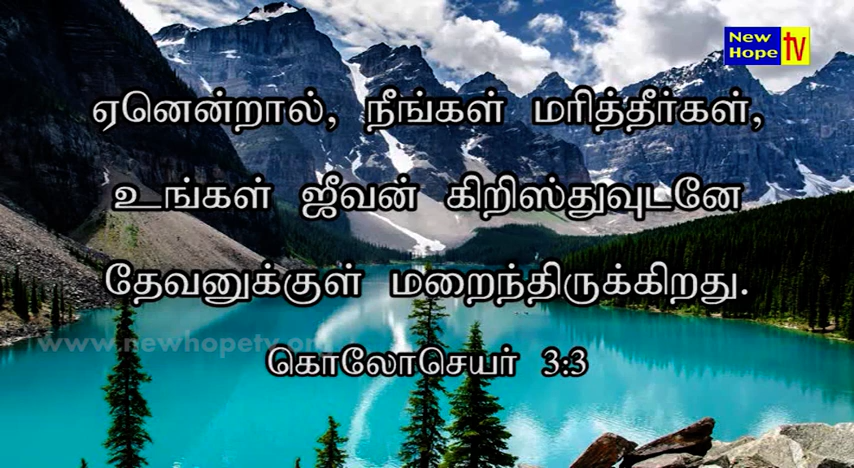 New
Hope
tv
ஏனென்றால், நீங்கள் மரித்தீர்கள்,
உங்கள் ஜீவன் கிறிஸ்துவுடனே
தேவனுக்குள் மறைந்திருக்கிறது.
www.newhopetv.org
கொலோசெயர் 3:3